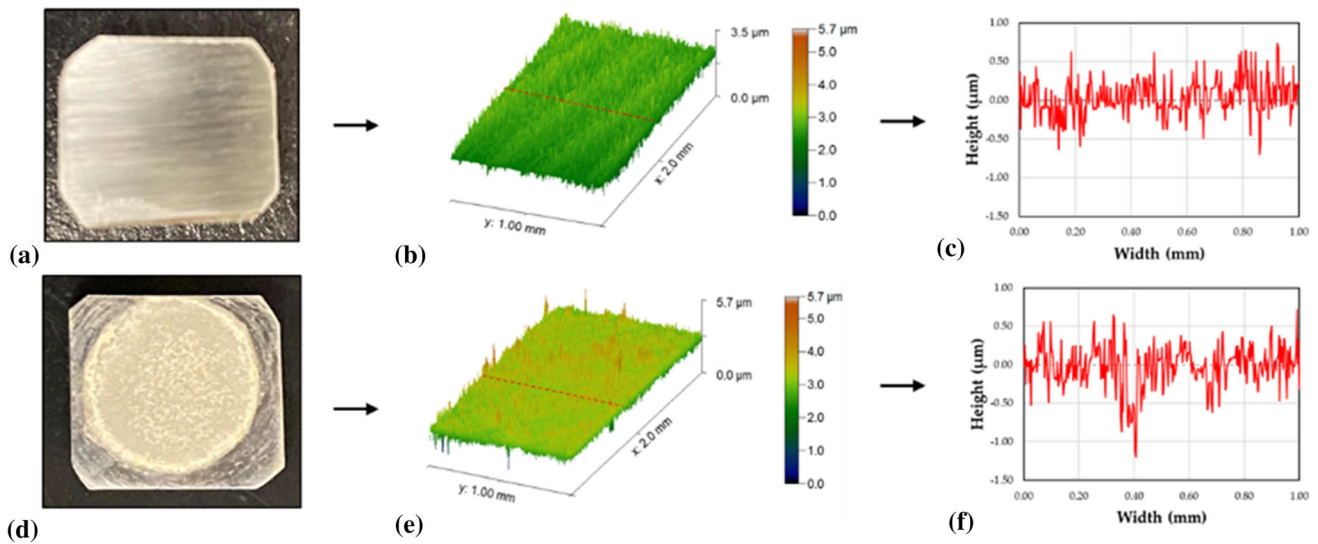 (a)
3.5 µm
0.0 µm
x: 2.0 mm
y: 1.00 mm
5.7 µm
5.0
4.0
3.0
2.0
1.0
0.0
(b)
1.00
0.50
0.00
-0.50
-1.00
-1.50
Height (µm)
0.00 0.20 0.40 0.60 0.80 1.00
Width (mm)
(c)
(d)
5.7 µm
0.0 µm
x: 2.0 mm
y: 1.00 mm
5.7 µm
5.0
4.0
3.0
2.0
1.0
0.0
(e)
1.00
0.50
0.00
-0.50
-1.00
-1.50
Height (µm)
0.00 0.20 0.40 0.60 0.80 1.00
Width (mm)
(f)